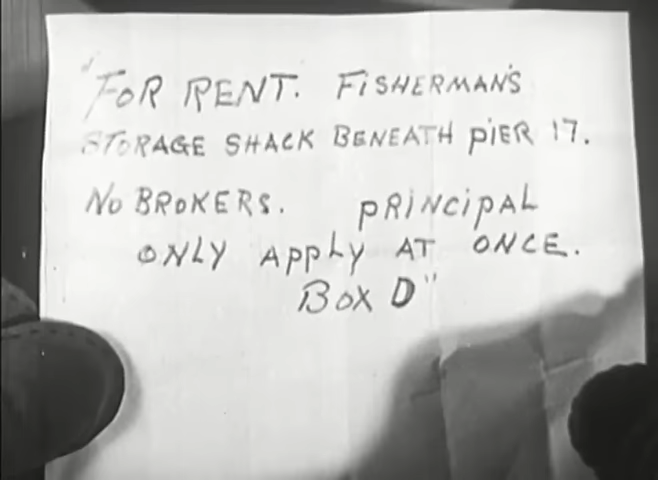 "FOR RENT. FISHERMAN'S
STORAGE SHACK BENEATH PIER 17.
NO BROKERS. PRINCIPAL
ONLY APPLY AT ONCE.
BOX D"